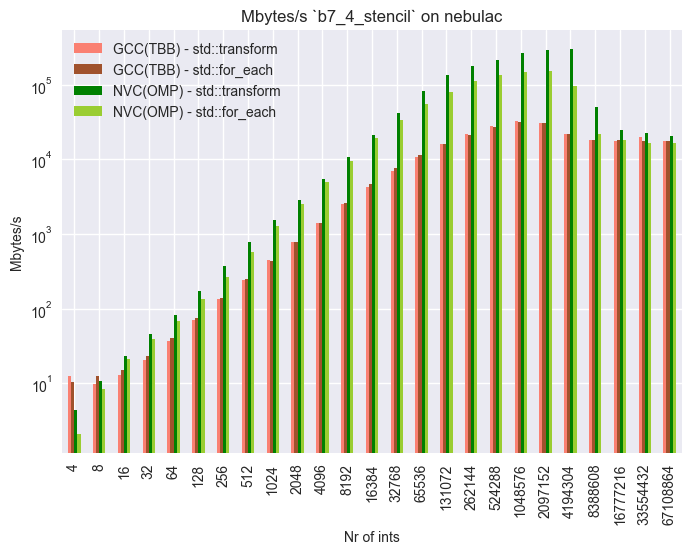 Mbytes/s `b7_4_stencil` on nebulac
GCC(TBB) - std::transform
GCC(TBB) - std::for_each
NVC(OMP) - std::transform
NVC(OMP) - std::for_each
10^5
10^4
10^3
10^2
10^1
Mbytes/s
4 8 16 32 64 128 256 512 1024 2048 4096 8192 16384 32768 65536 131072 262144 524288 1048576 2097152 4194304 8388608 16777216 33554432 67108864
Nr of ints